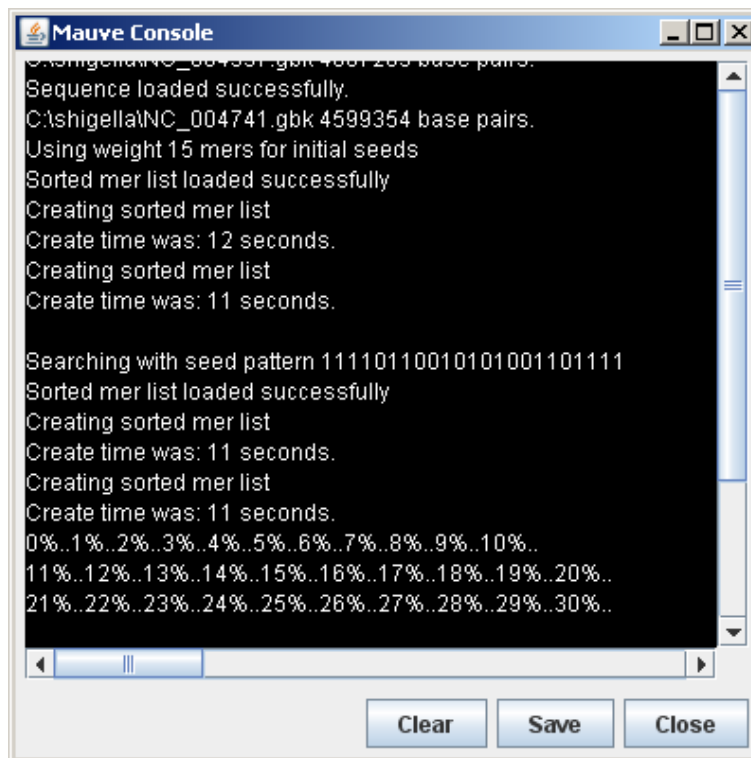 Mauve Console
base pairs.
Sequence loaded successfully.
C:\shigella\NC_004741.gbk 4599354 base pairs.
Using weight 15 mers for initial seeds
Sorted mer list loaded successfully
Creating sorted mer list
Create time was: 12 seconds.
Creating sorted mer list
Create time was: 11 seconds.
Searching with seed pattern 11110110010101001101111
Sorted mer list loaded successfully
Creating sorted mer list
Create time was: 11 seconds.
Creating sorted mer list
Create time was: 11 seconds.
0%..1%..2%..3%..4%..5%..6%..7%..8%..9%..10%..
11%..12%..13%..14%..15%..16%..17%..18%..19%..20%..
21%..22%..23%..24%..25%..26%..27%..28%..29%..30%..
Clear
Save
Close